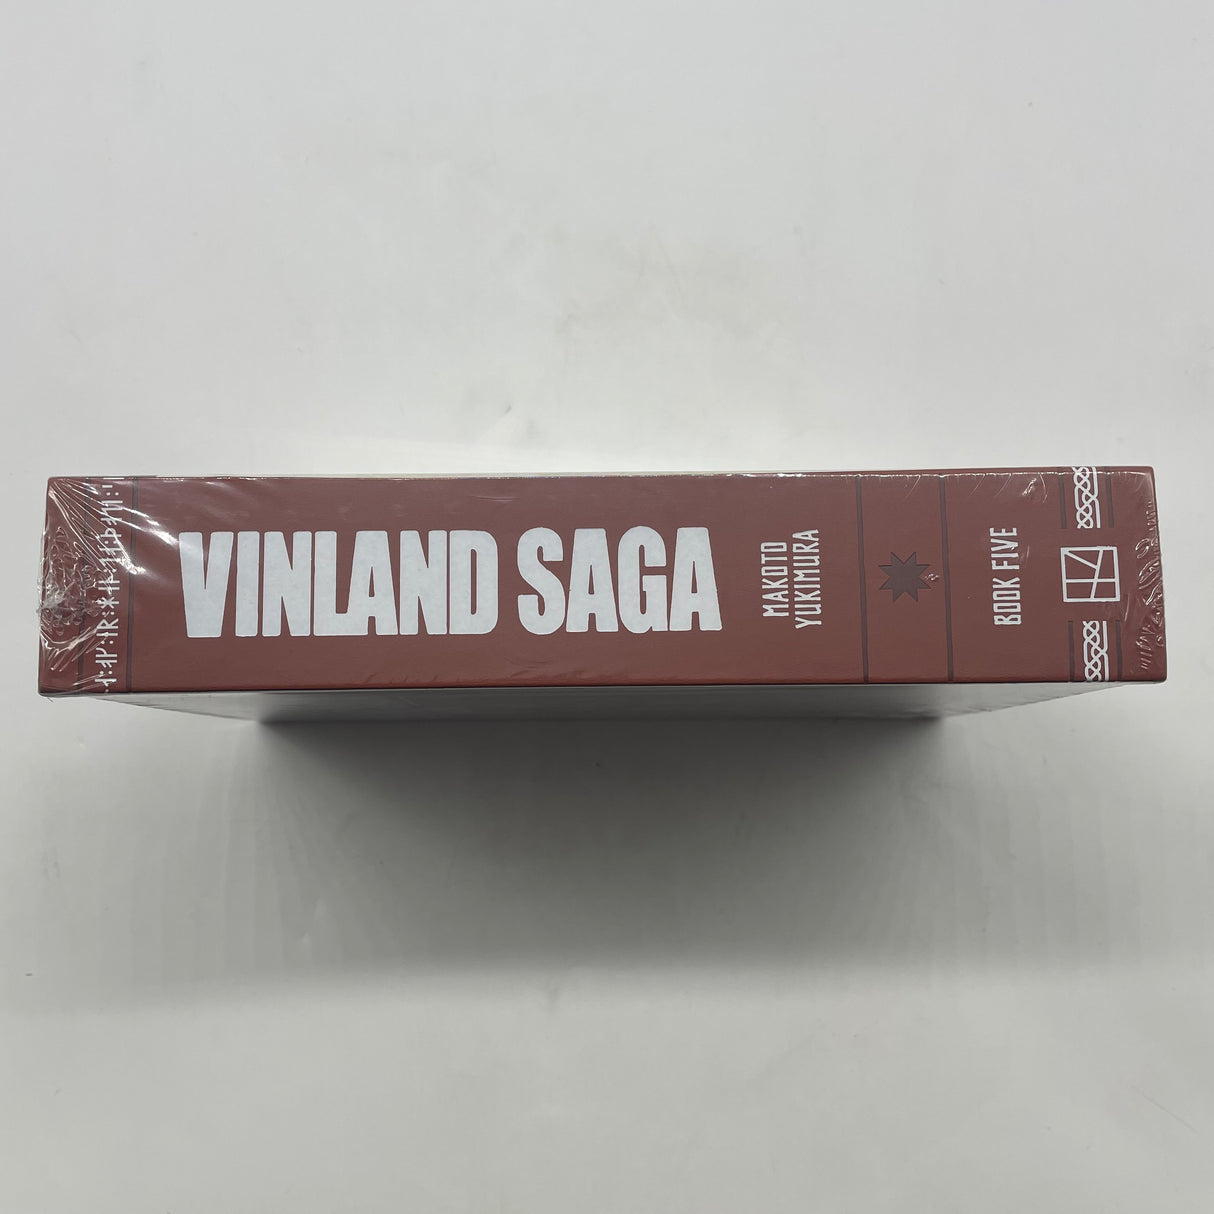 VINLAND SAGA
MAKOTO
YUKIMURA
BOOK FIVE